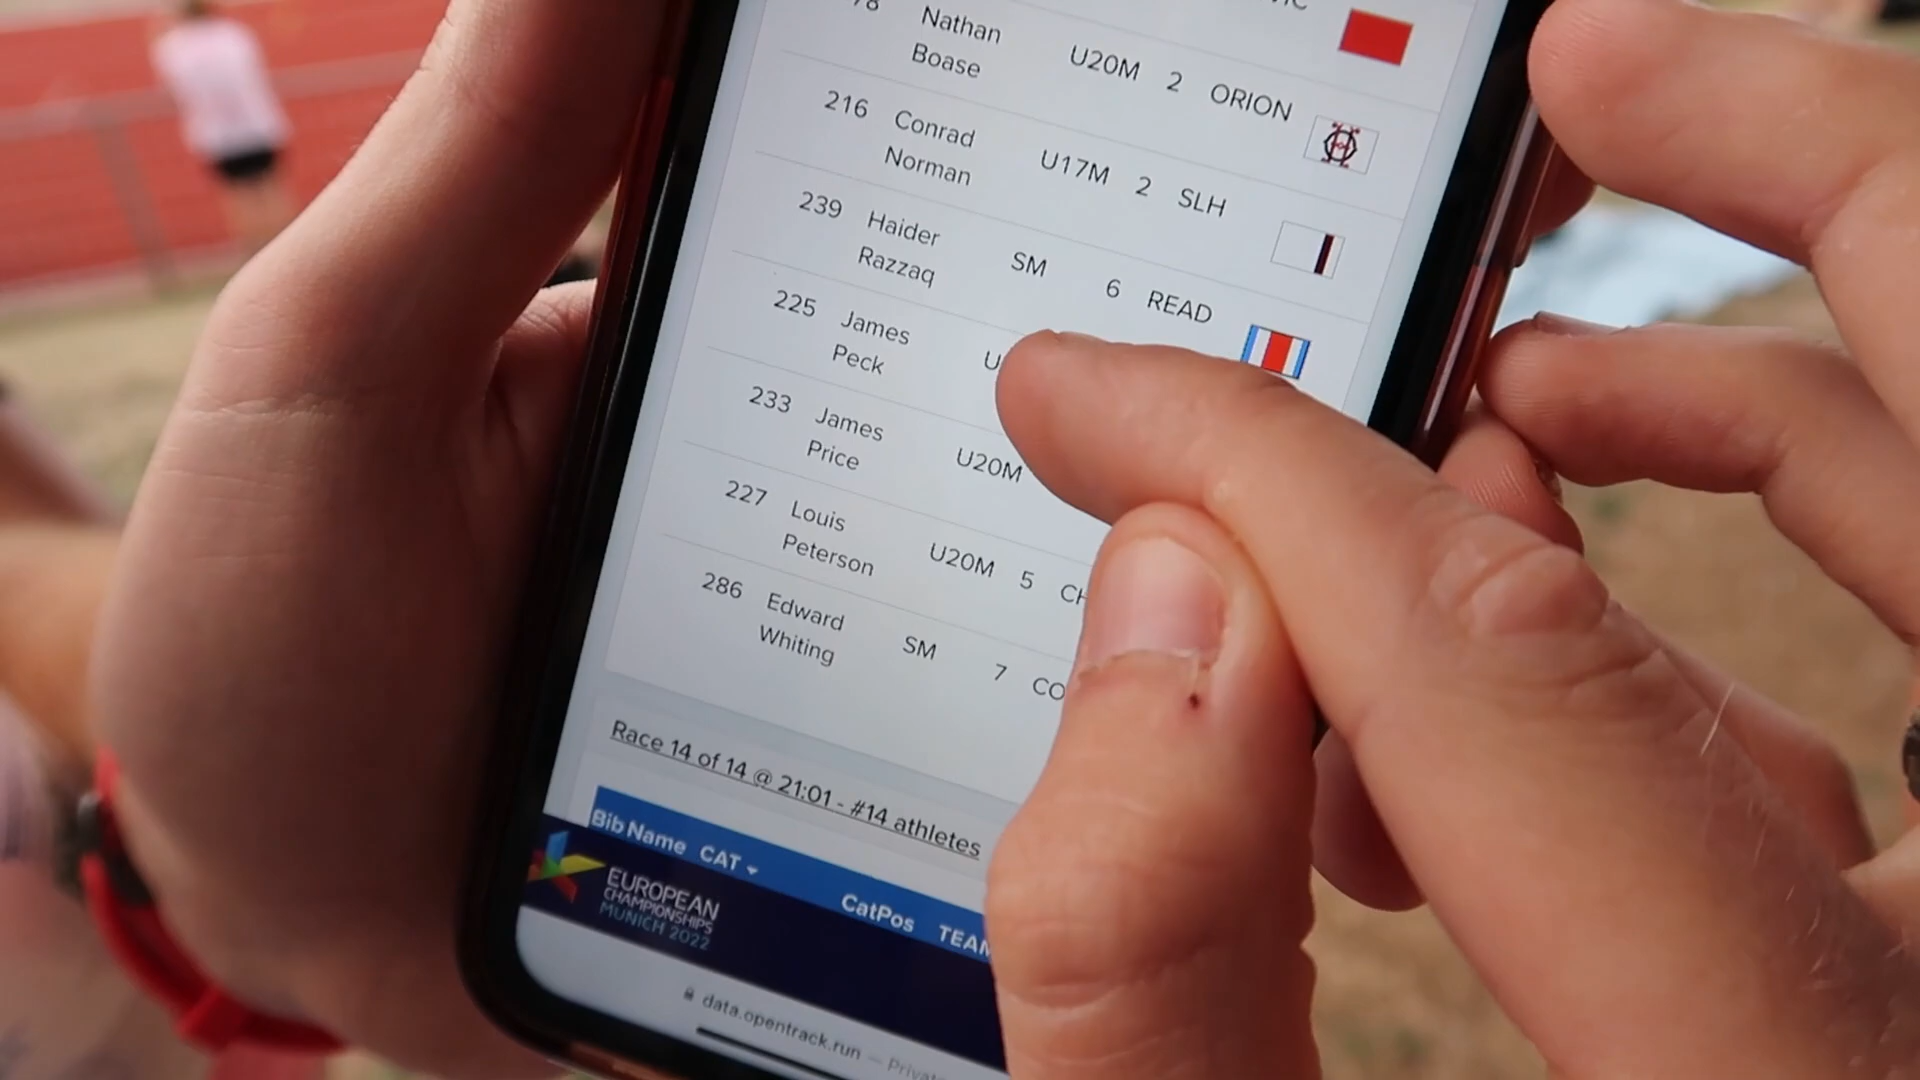 Nathan
Boase U20M 2 ORION
216 Conrad
Norman U17M 2 SLH
239 Haider
Razzaq SM 6 READ
225 James
Peck
233 James
Price U20M
227 Louis
Peterson U20M 5
286 Edward
Whiting SM 7
Race 14 of 14 @ 21:01 - #14 athletes
Bib Name CAT CatPos
EUROPEAN
CHAMPIONSHIPS
MUNICH 2022
data.opentrack.run —